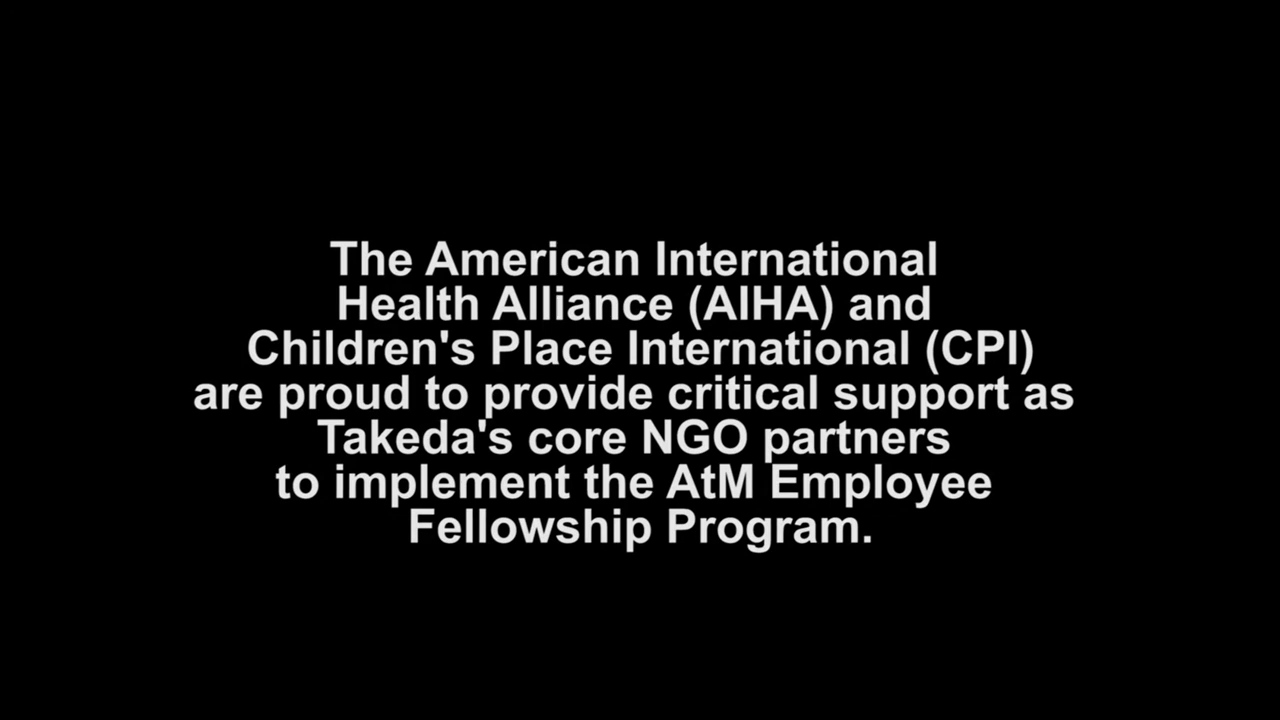 The American International
Health Alliance (AIHA) and
Children's Place International (CPI)
are proud to provide critical support as
Takeda's core NGO partners
to implement the AtM Employee
Fellowship Program.